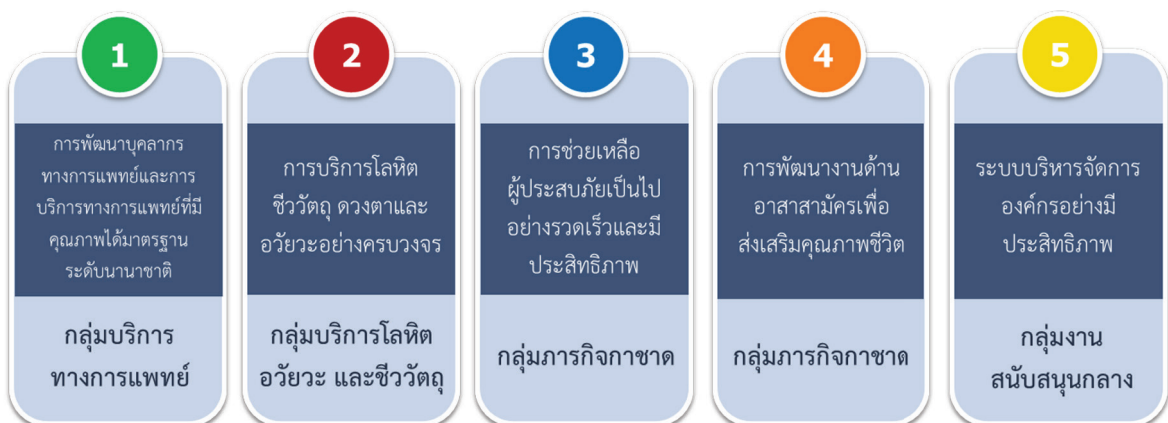 1
การพัฒนาบุคลากร
ทางการแพทย์และการ
บริการทางการแพทย์ที่มี
คุณภาพได้มาตรฐาน
ระดับนานาชาติ
กลุ่มบริการ
ทางการแพทย์
2
การบริการโลหิต
ชีววัตถุ ดวงตาและ
อวัยวะอย่างครบวงจร
กลุ่มบริการโลหิต
อวัยวะ และชีววัตถุ
3
การช่วยเหลือ
ผู้ประสบภัยเป็นไป
อย่างรวดเร็วและมี
ประสิทธิภาพ
กลุ่มภารกิจกาชาด
4
การพัฒนางานด้าน
อาสาสามัครเพื่อ
ส่งเสริมคุณภาพชีวิต
กลุ่มภารกิจกาชาด
5
ระบบบริหารจัดการ
องค์กรอย่างมี
ประสิทธิภาพ
กลุ่มงาน
สนับสนุนกลาง